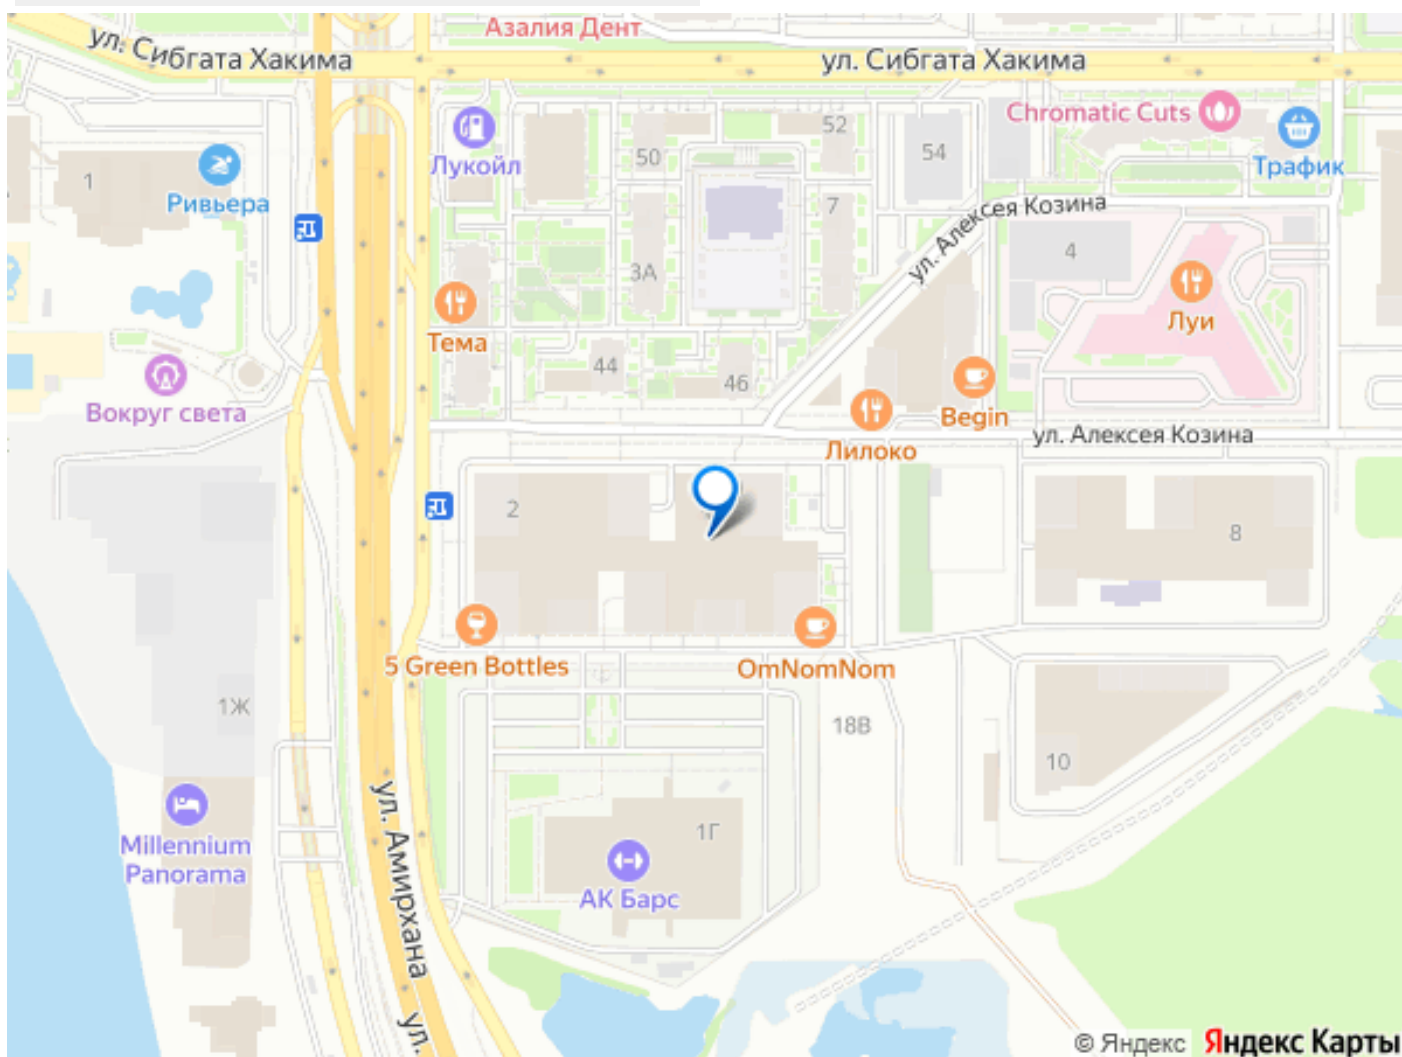 Азалия Дент
ул. Сибгата Хакима
ул. Сибгата Хакима
Chromatic Cuts
Трафик
Лукойл
50
52
54
1
Ривьера
7
ул. Алексея Козина
3А
4
Луи
Тема
44
46
Вокруг света
Begin
Лилоко
ул. Алексея Козина
2
8
5 Green Bottles
OmNomNom
1Ж
18В
10
Millennium
Panorama
1Г
АК Барс
ул. Амирхана
ул.
© Яндекс Яндекс Карты